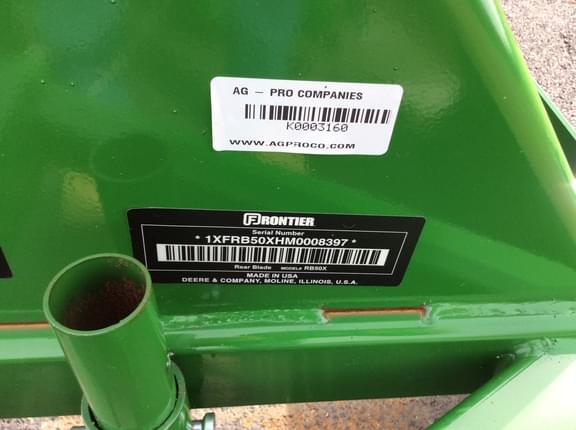 AG - PRO COMPANIES
K0003160
WWW.AGPROCO.COM
FRONTIER
Serial Number
* 1XFRB50XHM0008397 *
Rear Blade MODEL# RB50X
MADE IN USA
DEERE & COMPANY, MOLINE, ILLINOIS, U.S.A.